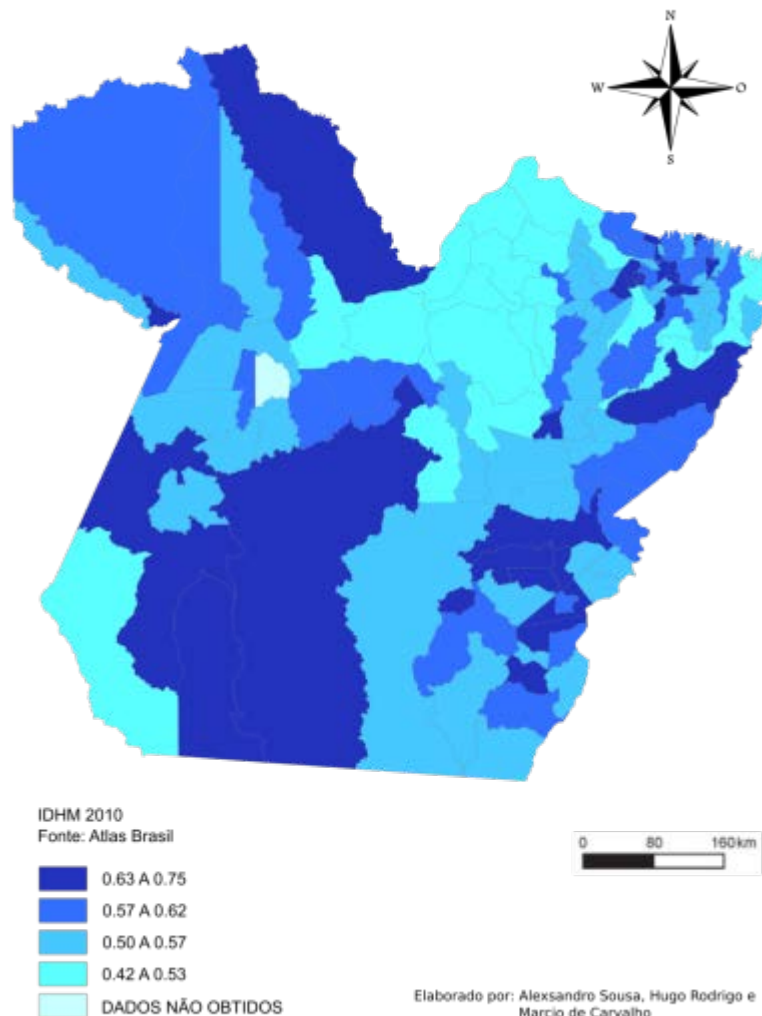 N
W O
S
IDHM 2010
Fonte: Atlas Brasil
0 80 160km
0.63 A 0.75
0.57 A 0.62
0.50 A 0.57
0.42 A 0.53
DADOS NÃO OBTIDOS
Elaborado por: Alexsandro Sousa, Hugo Rodrigo e
Marcio de Carvalho